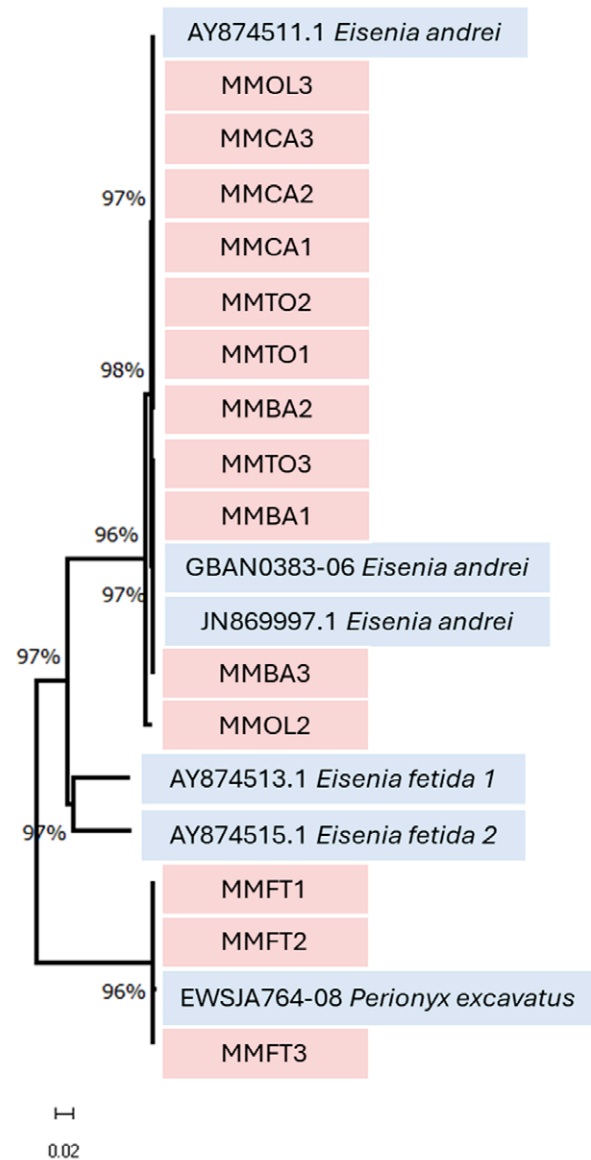 AY874511.1 Eisenia andrei
MMOL3
MMCA3
97%
MMCA2
MMCA1
MMTO2
MMTO1
98%
MMBA2
MMTO3
MMBA1
96%
GBAN0383-06 Eisenia andrei
97%
JN869997.1 Eisenia andrei
97%
MMBA3
MMOL2
AY874513.1 Eisenia fetida 1
AY874515.1 Eisenia fetida 2
97%
MMFT1
MMFT2
EWSJA764-08 Perionyx excavatus
96%
MMFT3
0.02